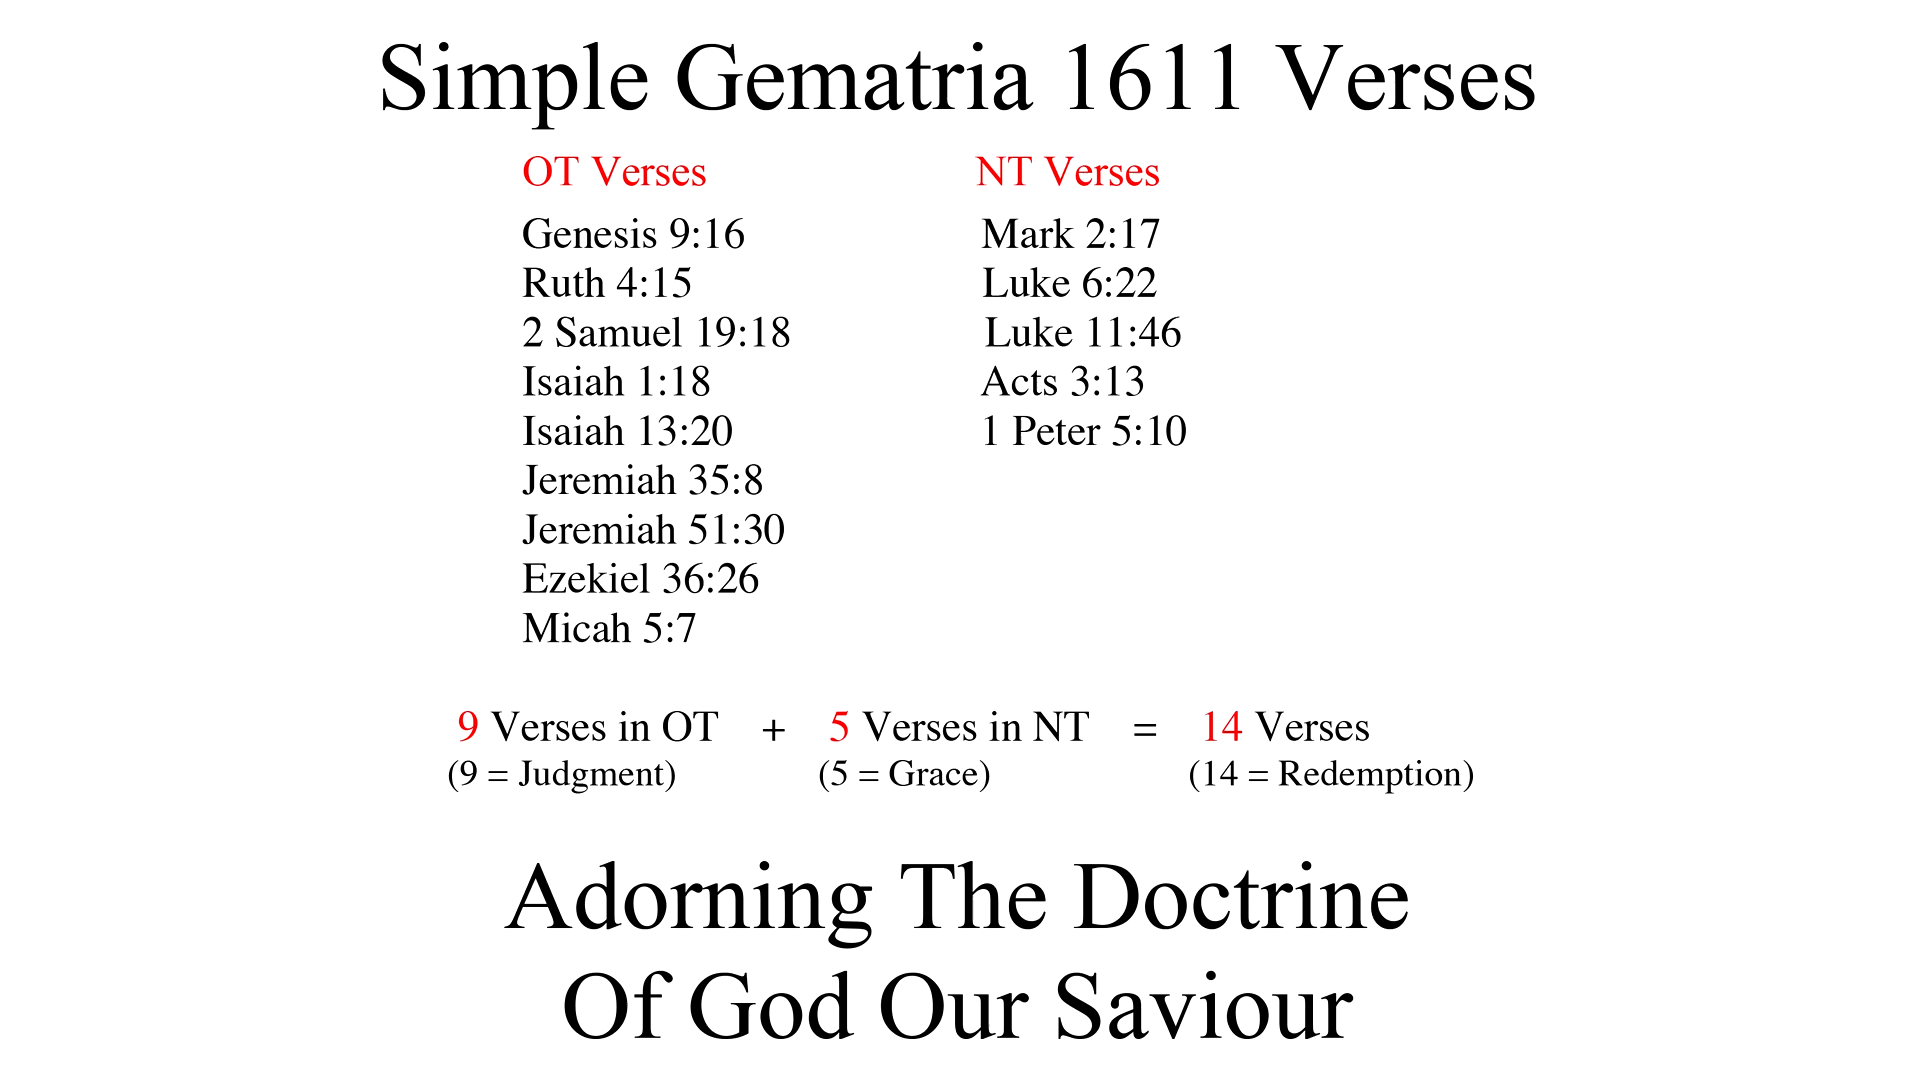 Simple Gematria 1611 Verses
OT Verses
Genesis 9:16
Ruth 4:15
2 Samuel 19:18
Isaiah 1:18
Isaiah 13:20
Jeremiah 35:8
Jeremiah 51:30
Ezekiel 36:26
Micah 5:7
NT Verses
Mark 2:17
Luke 6:22
Luke 11:46
Acts 3:13
1 Peter 5:10
9 Verses in OT + 5 Verses in NT = 14 Verses
(9 = Judgment) (5 = Grace) (14 = Redemption)
Adorning The Doctrine
Of God Our Saviour